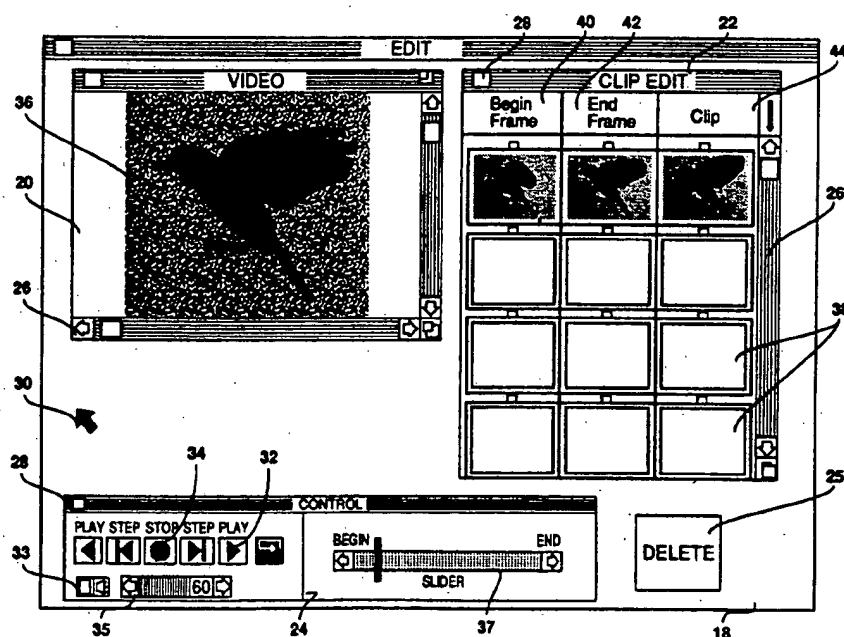 28 40 42 22
EDIT
44
VIDEO
CLIP EDIT
36
Begin Frame
End Frame
Clip
20
26
26
38
30
34 32
28
25
CONTROL
PLAY STEP STOP STEP PLAY
BEGIN END
DELETE
33
60
SLIDER
35 24 37 18